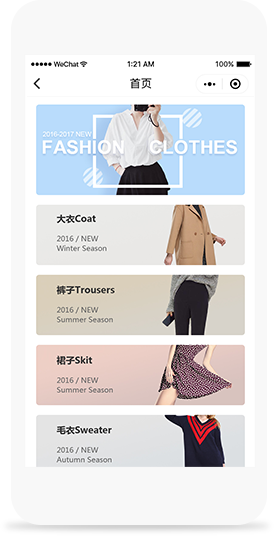 WeChat 1:21 AM 100%
首页
2016-2017 NEW
FASHION CLOTHES
大衣Coat
2016 / NEW
Winter Season
裤子Trousers
2016 / NEW
Summer Season
裙子Skit
2016 / NEW
Summer Season
毛衣Sweater
2016 / NEW
Autumn Season